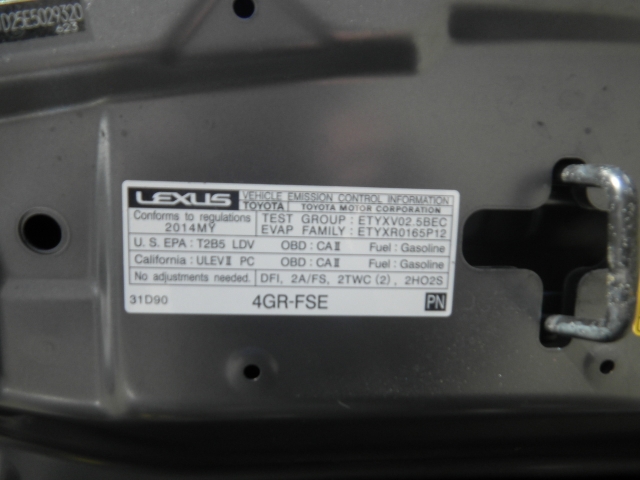 D25E5029320
623
LEXUS VEHICLE EMISSION CONTROL INFORMATION
TOYOTA TOYOTA MOTOR CORPORATION
Conforms to regulations
2014MY
TEST GROUP : ETYXV02.5BEC
EVAP FAMILY : ETYXR0165P12
U. S. EPA : T2B5 LDV OBD : CAⅡ Fuel : Gasoline
California : ULEVⅡ PC OBD : CAⅡ Fuel : Gasoline
No adjustments needed. DFI, 2A/FS, 2TWC (2), 2HO2S
31D90 4GR-FSE PN